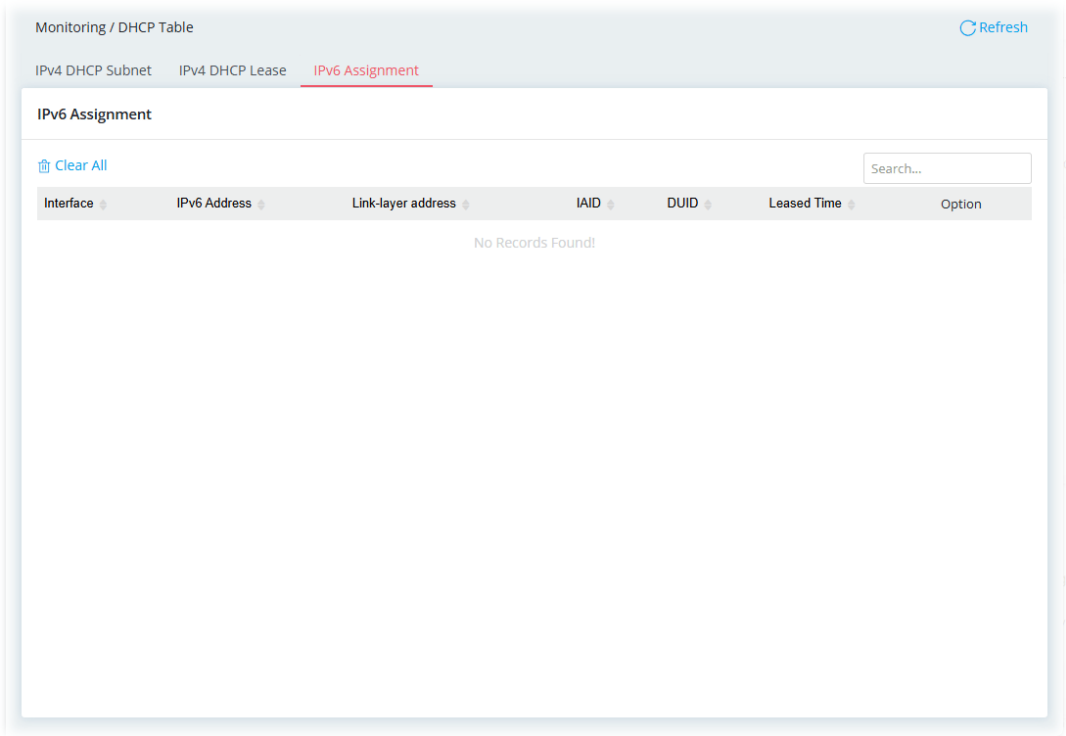 Monitoring / DHCP Table Refresh
IPv4 DHCP Subnet IPv4 DHCP Lease IPv6 Assignment
IPv6 Assignment
Clear All Search...
Interface IPv6 Address Link-layer address IAID DUID Leased Time Option
No Records Found!